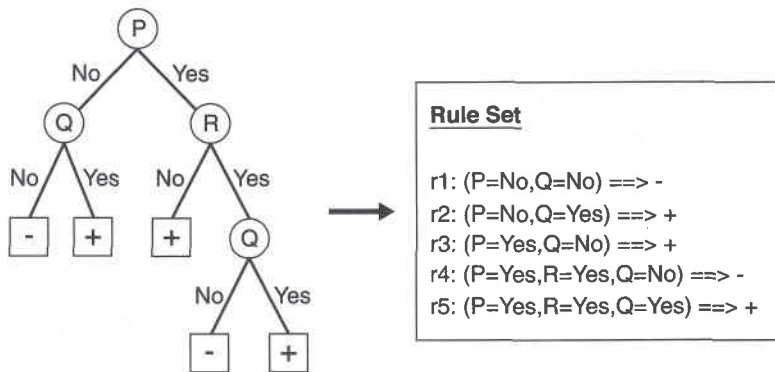 P
No Yes
Q R
No Yes No Yes
- + + Q
No Yes
- +
Rule Set
r1: (P=No,Q=No) ==> -
r2: (P=No,Q=Yes) ==> +
r3: (P=Yes,Q=No) ==> +
r4: (P=Yes,R=Yes,Q=No) ==> -
r5: (P=Yes,R=Yes,Q=Yes) ==> +